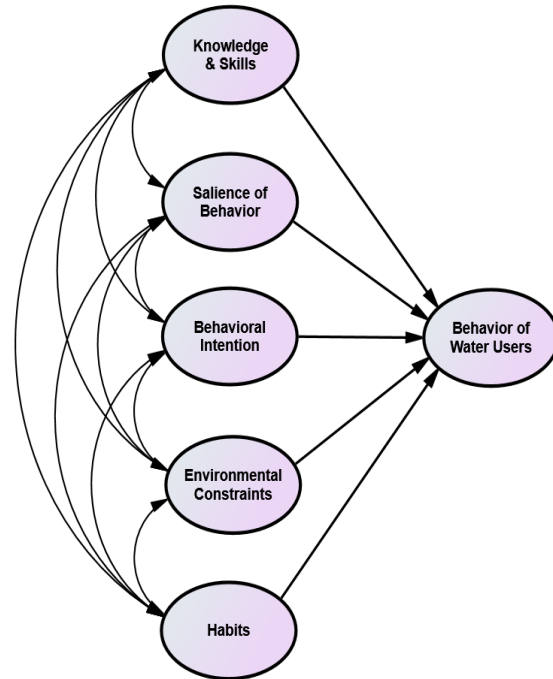 Knowledge
& Skills
Salience of
Behavior
Behavioral
Intention
Behavior of
Water Users
Environmental
Constraints
Habits